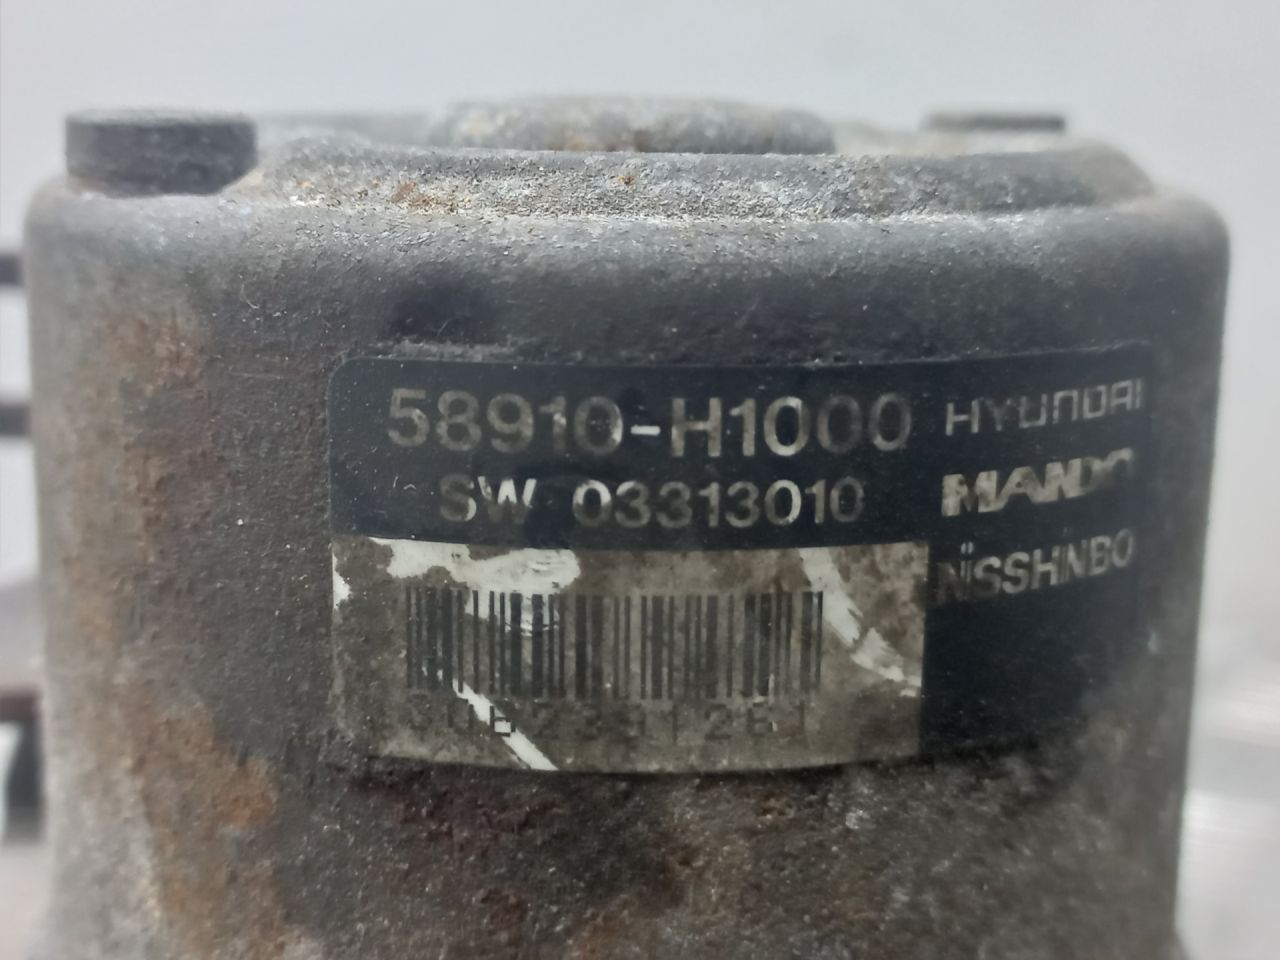 58910-H1000
HYUNDAI
SW 03313010
MANDO
NISSHINBO